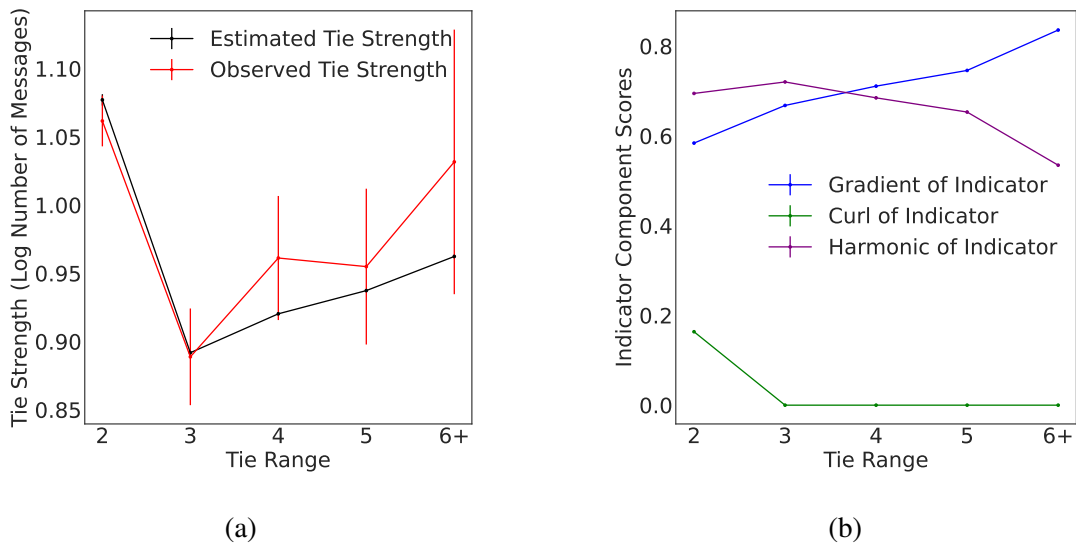 Tie Strength (Log Number of Messages)
1.10
1.05
1.00
0.95
0.90
0.85
Estimated Tie Strength
Observed Tie Strength
2 3 4 5 6+
Tie Range
(a)
Indicator Component Scores
0.8
0.6
0.4
0.2
0.0
Gradient of Indicator
Curl of Indicator
Harmonic of Indicator
2 3 4 5 6+
Tie Range
(b)